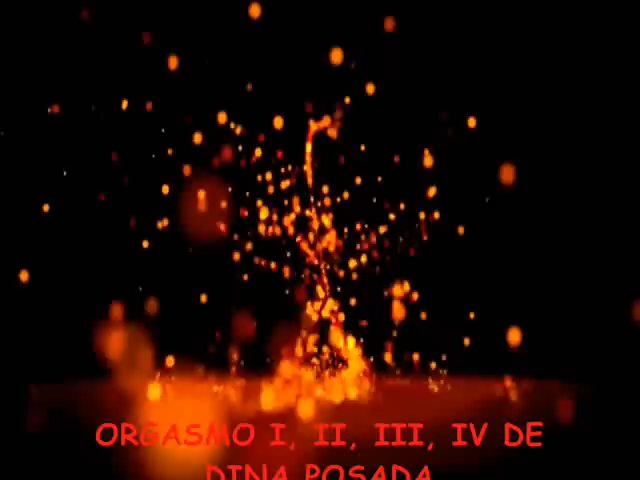 ORGASMO I, II, III, IV DE
DINA POSADA